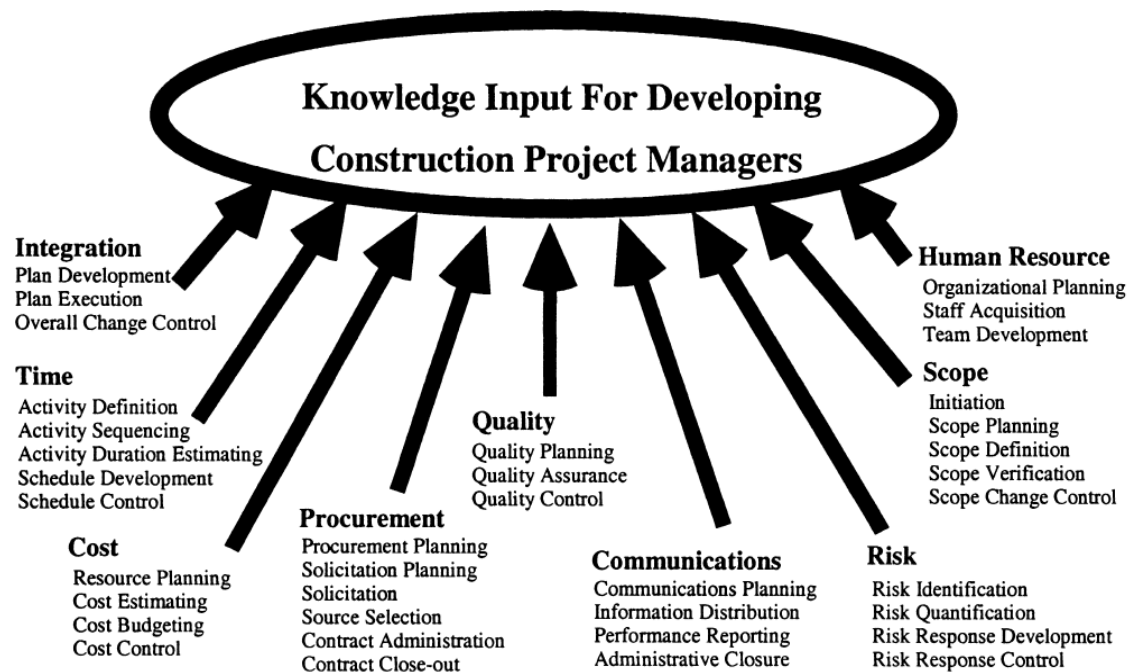 Knowledge Input For Developing
Construction Project Managers
Integration
Plan Development
Plan Execution
Overall Change Control
Time
Activity Definition
Activity Sequencing
Activity Duration Estimating
Schedule Development
Schedule Control
Cost
Resource Planning
Cost Estimating
Cost Budgeting
Cost Control
Procurement
Procurement Planning
Solicitation Planning
Solicitation
Source Selection
Contract Administration
Contract Close-out
Quality
Quality Planning
Quality Assurance
Quality Control
Communications
Communications Planning
Information Distribution
Performance Reporting
Administrative Closure
Risk
Risk Identification
Risk Quantification
Risk Response Development
Risk Response Control
Scope
Initiation
Scope Planning
Scope Definition
Scope Verification
Scope Change Control
Human Resource
Organizational Planning
Staff Acquisition
Team Development